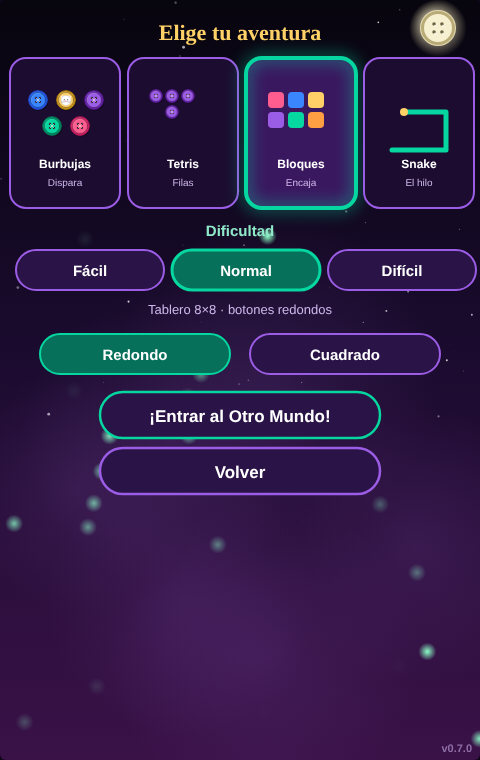 Elige tu aventura
Burbujas
Dispara
Tetris
Filas
Bloques
Encaja
Snake
El hilo
Dificultad
Fácil
Normal
Difícil
Tablero 8×8 · botones redondos
Redondo
Cuadrado
¡Entrar al Otro Mundo!
Volver
v0.7.0